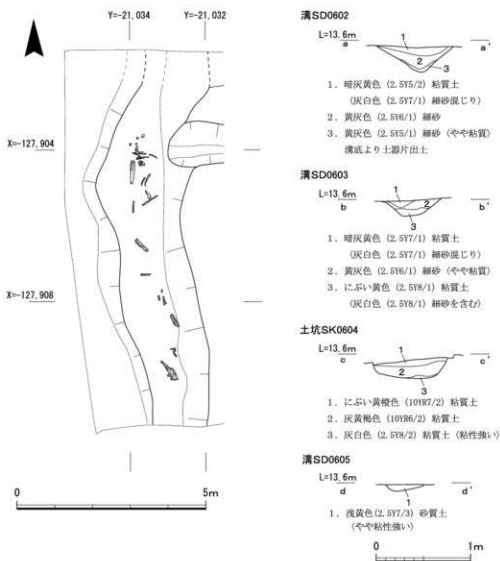 Y=-21,034 Y=-21,032
X=-127,904
X=-127,908
0 5m
溝SD0602
L=13.6m
a a'
1
2
3
1. 暗灰黄色 (2.5Y5/2) 粘質土
(灰白色 (2.5Y7/1) 細砂混じり)
2. 黄灰色 (2.5Y6/1) 細砂
3. 黄灰色 (2.5Y5/1) 細砂 (やや粘質)
溝底より土器片出土
溝SD0603
L=13.6m
b b'
1
2
3
1. 暗灰黄色 (2.5Y7/1) 粘質土
(灰白色 (2.5Y7/1) 細砂混じり)
2. 黄灰色 (2.5Y6/1) 細砂 (やや粘質)
3. にぶい黄色 (2.5Y8/1) 粘質土
(灰白色 (2.5Y8/1) 細砂を含む)
土坑SK0604
L=13.6m
c c'
1
2
3
1. にぶい黄橙色 (10YR7/2) 粘質土
2. 灰黄褐色 (10YR6/2) 粘質土
3. 灰白色 (2.5Y8/2) 粘質土 (粘性強い)
溝SD0605
L=13.6m
d d'
1
1. 浅黄色(2.5Y7/3) 砂質土
(やや粘性強い)
0 1m